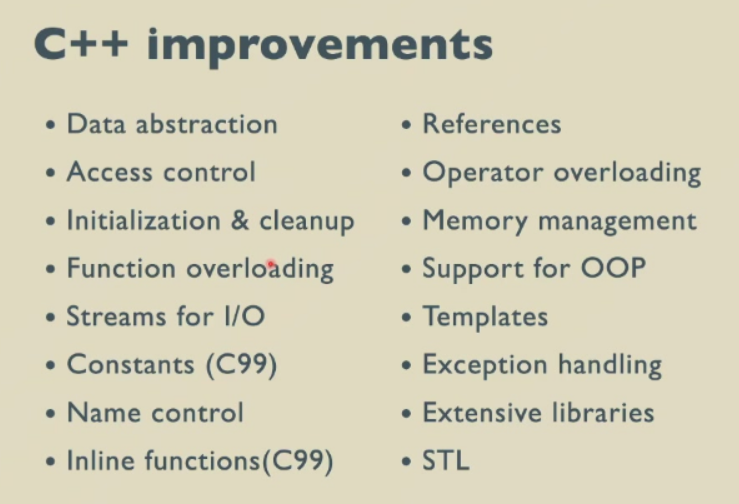 C++ improvements
• Data abstraction
• Access control
• Initialization & cleanup
• Function overloading
• Streams for I/O
• Constants (C99)
• Name control
• Inline functions(C99)
• References
• Operator overloading
• Memory management
• Support for OOP
• Templates
• Exception handling
• Extensive libraries
• STL